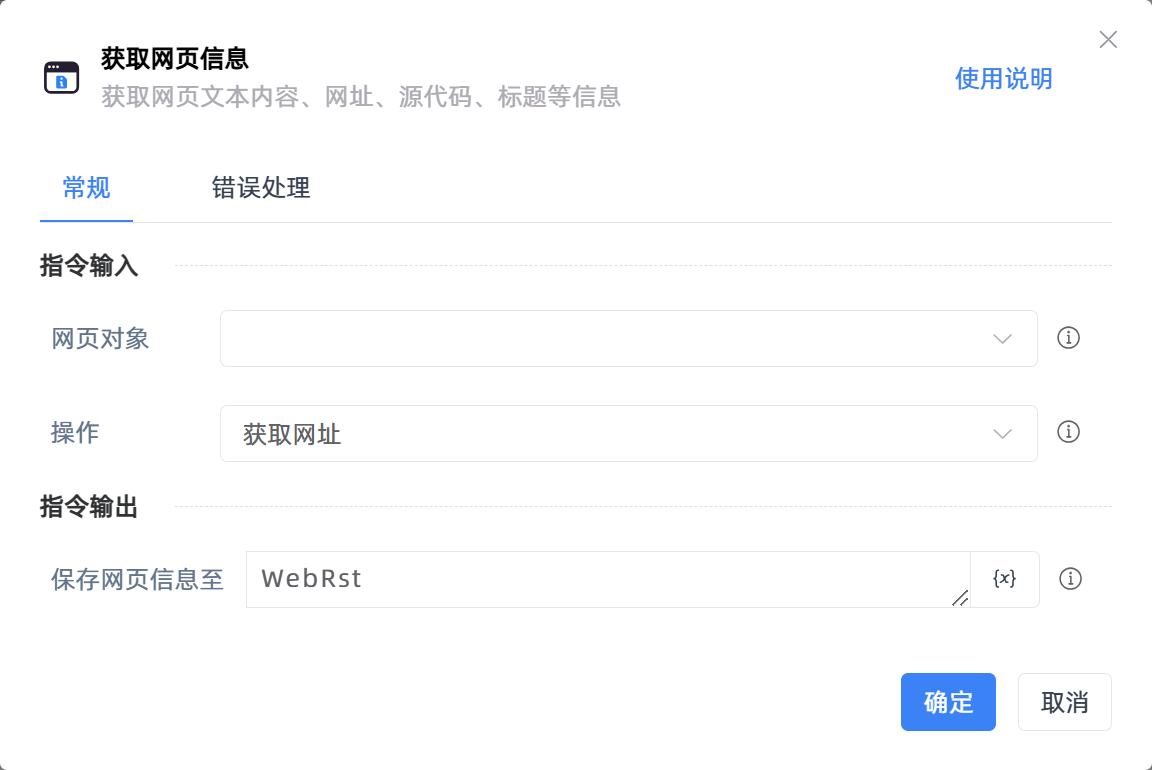 获取网页信息
获取网页文本内容、网址、源代码、标题等信息
使用说明
常规
错误处理
指令输入
网页对象
操作
获取网址
指令输出
保存网页信息至
WebRst
{x}
确定
取消